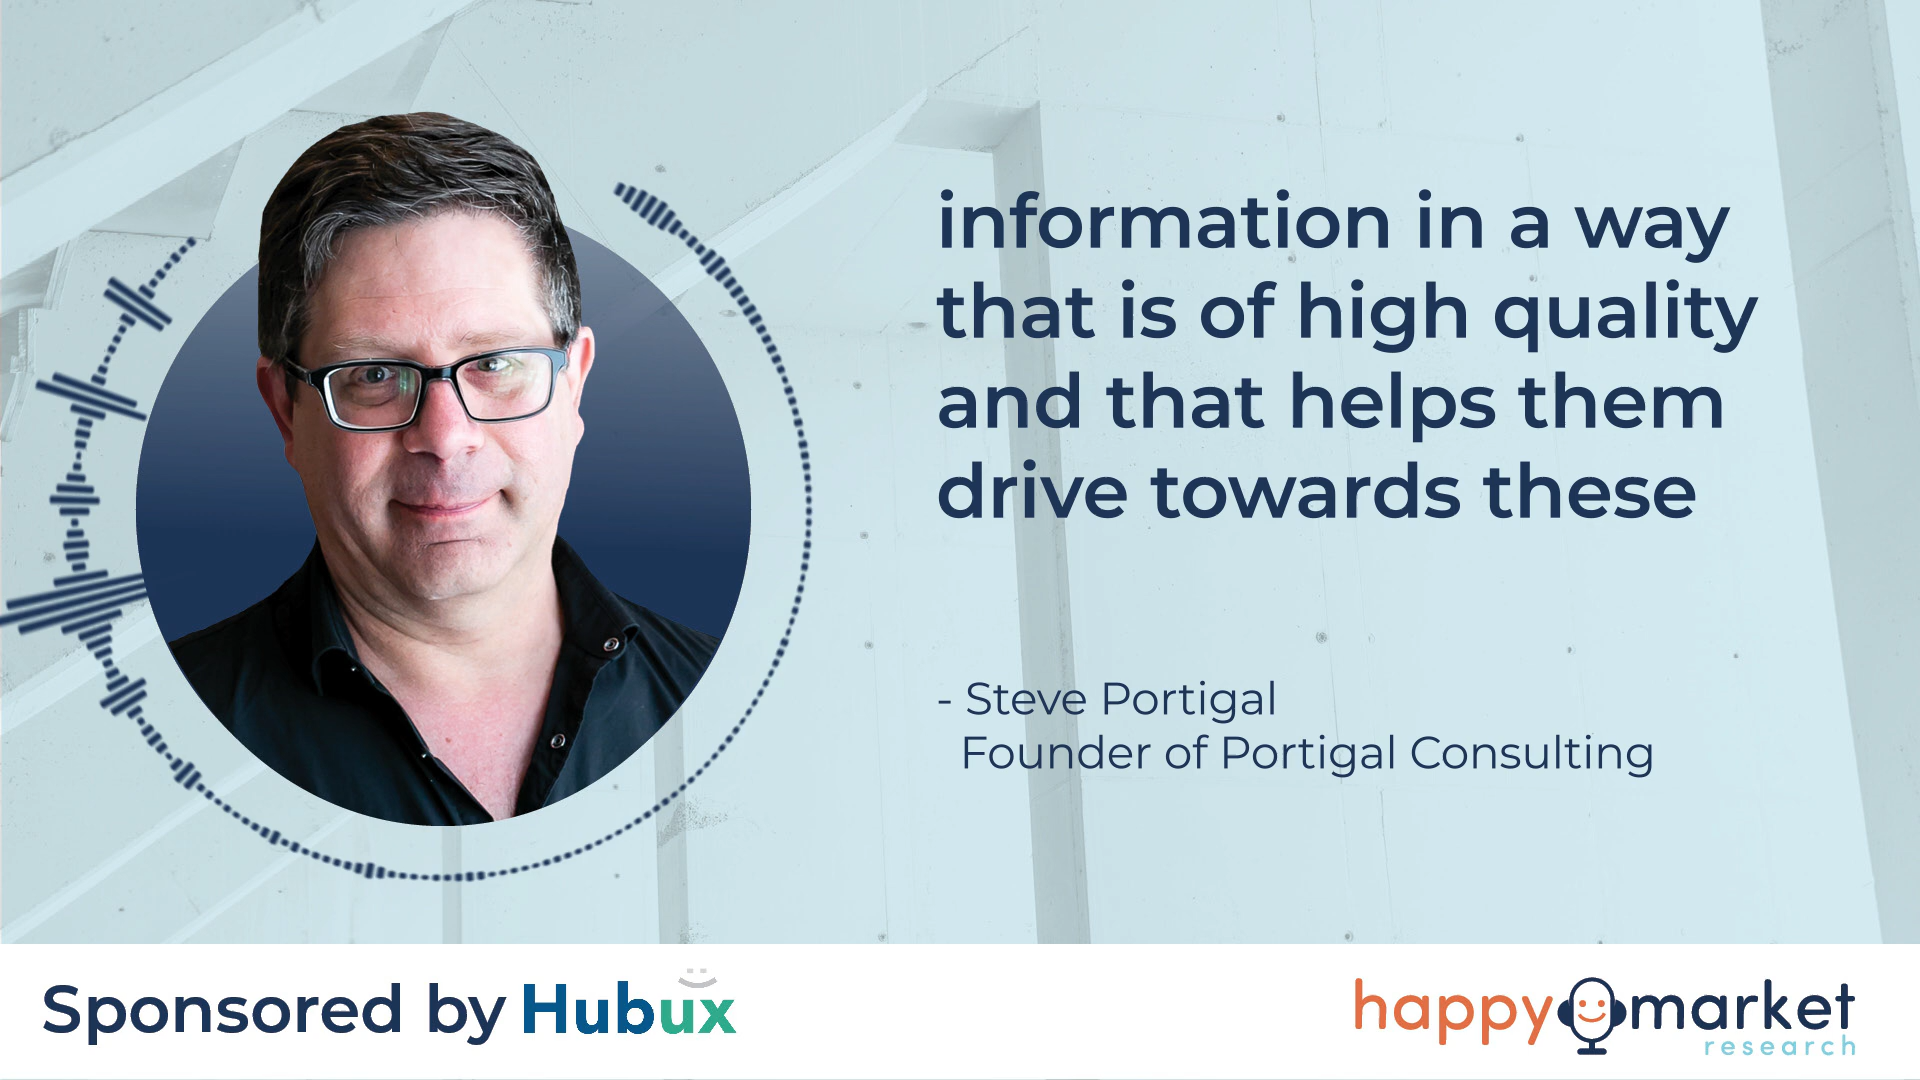 information in a way
that is of high quality
and that helps them
drive towards these
- Steve Portigal
Founder of Portigal Consulting
Sponsored by Hubux
happy market
research